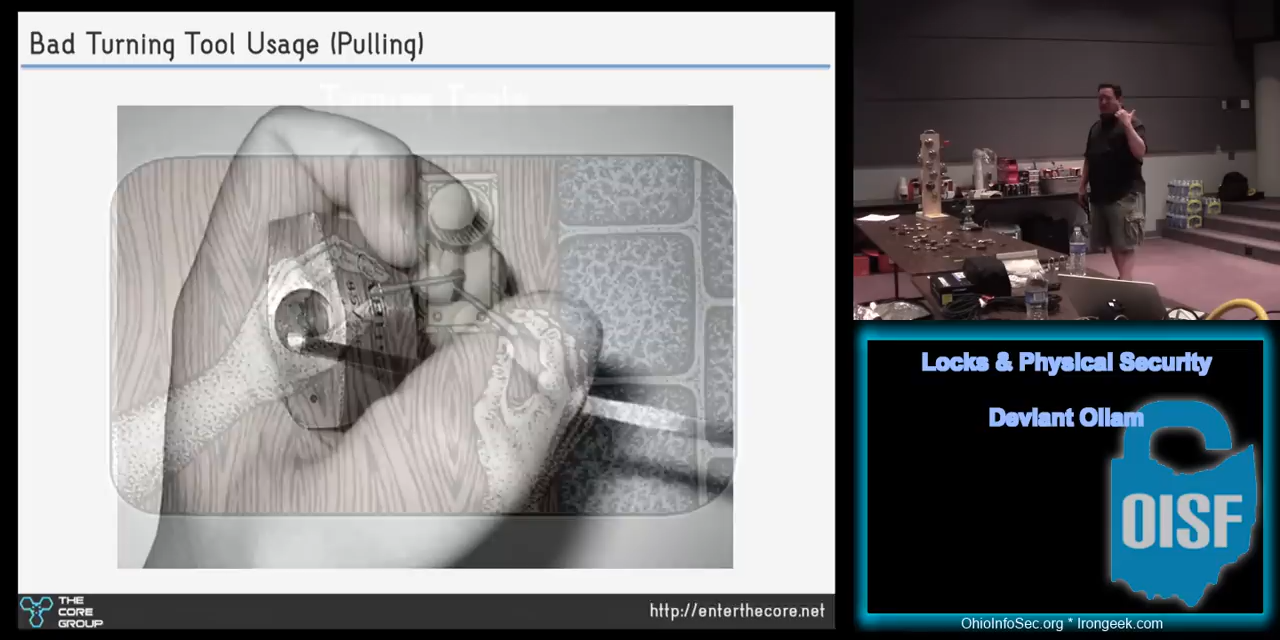 Bad Turning Tool Usage (Pulling)
THE
CORE
GROUP
http://enterthecore.net
Locks & Physical Security
Deviant Ollam
OISF
OhioInfoSec.org * Irongeek.com